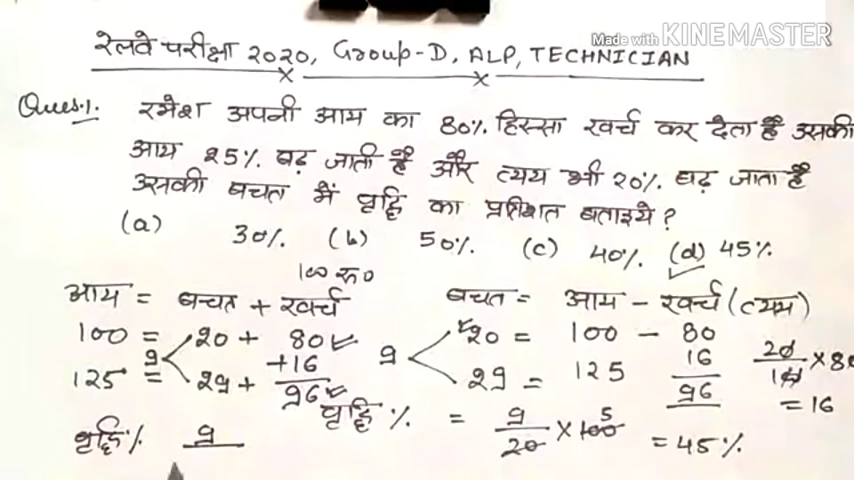 Made with KINEMASTER
रेलवे परीक्षा 2020, Group-D, ALP, TECHNICIAN
Ques:1. रमेश अपनी आय का 80% हिस्सा खर्च कर देता है उसकी
आय 25% बढ़ जाती है और व्यय भी 20% बढ़ जाता है
उसकी बचत में वृद्धि का प्रतिशत बताइये?
(a) 30% (b) 50% (c) 40% (d) 45%
100 रू०
आय = बचत + खर्च बचत = आय - खर्च (व्यय)
100 = 20 + 80 20 = 100 - 80
9 +16 9 16 20/100 × 80
125 = 29 + 96 29 = 125 96 = 16
वृद्धि % = 9/20 × 100 5 = 45%
वृद्धि % 9